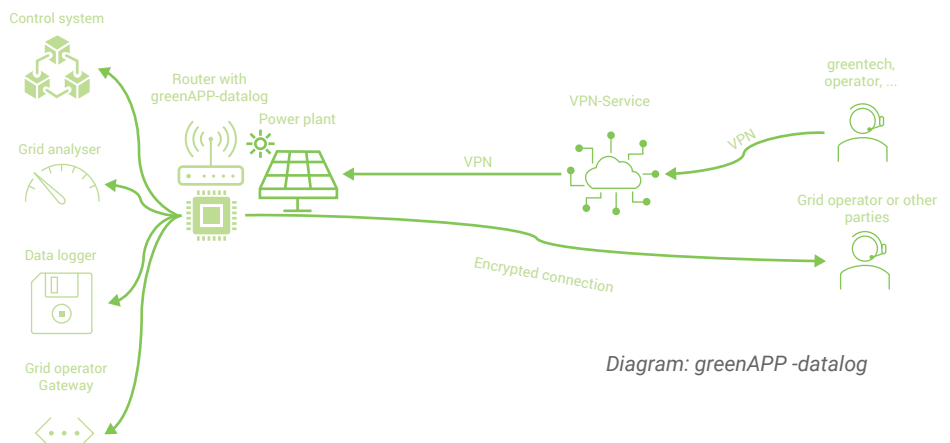 Control system
Router with
greenAPP-datalog
Power plant
VPN-Service
greentech,
operator, ...
VPN
VPN
Grid analyser
Grid operator or other
parties
Data logger
Encrypted connection
Grid operator
Gateway
Diagram: greenAPP -datalog